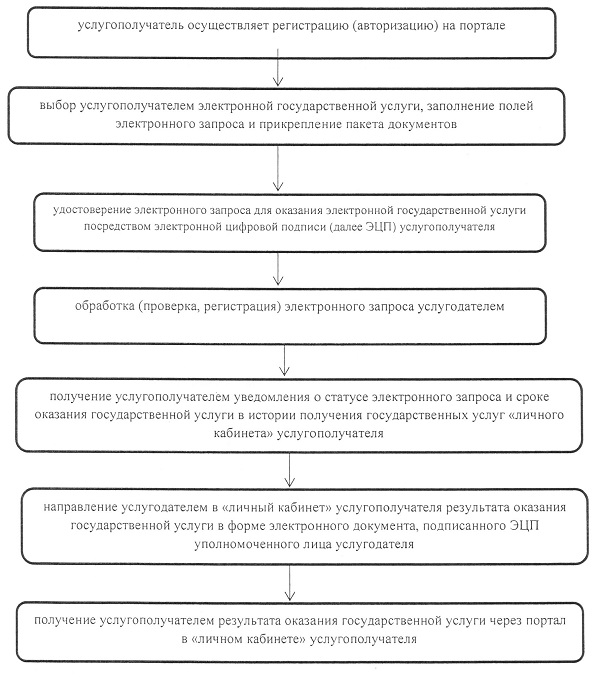 услугополучатель осуществляет регистрацию (авторизацию) на портале
выбор услугополучателем электронной государственной услуги, заполнение полей
электронного запроса и прикрепление пакета документов
удостоверение электронного запроса для оказания электронной государственной услуги
посредством электронной цифровой подписи (далее ЭЦП) услугополучателя
обработка (проверка, регистрация) электронного запроса услугодателем
получение услугополучателем уведомления о статусе электронного запроса и сроке
оказания государственной услуги в истории получения государственных услуг «личного
кабинета» услугополучателя
направление услугодателем в «личный кабинет» услугополучателя результата оказания
государственной услуги в форме электронного документа, подписанного ЭЦП
уполномоченного лица услугодателя
получение услугополучателем результата оказания государственной услуги через портал
в «личном кабинете» услугополучателя